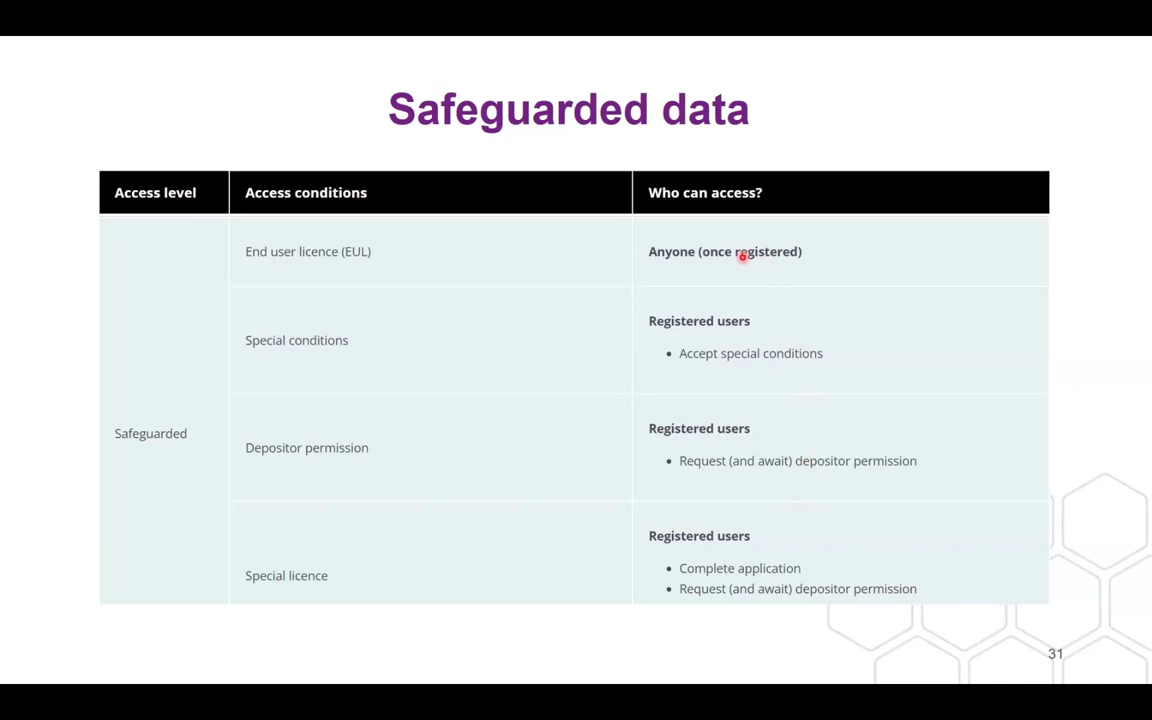 Safeguarded data
Access level
Access conditions
Who can access?
Safeguarded
End user licence (EUL)
Anyone (once registered)
Special conditions
Registered users
• Accept special conditions
Depositor permission
Registered users
• Request (and await) depositor permission
Special licence
Registered users
• Complete application
• Request (and await) depositor permission
31